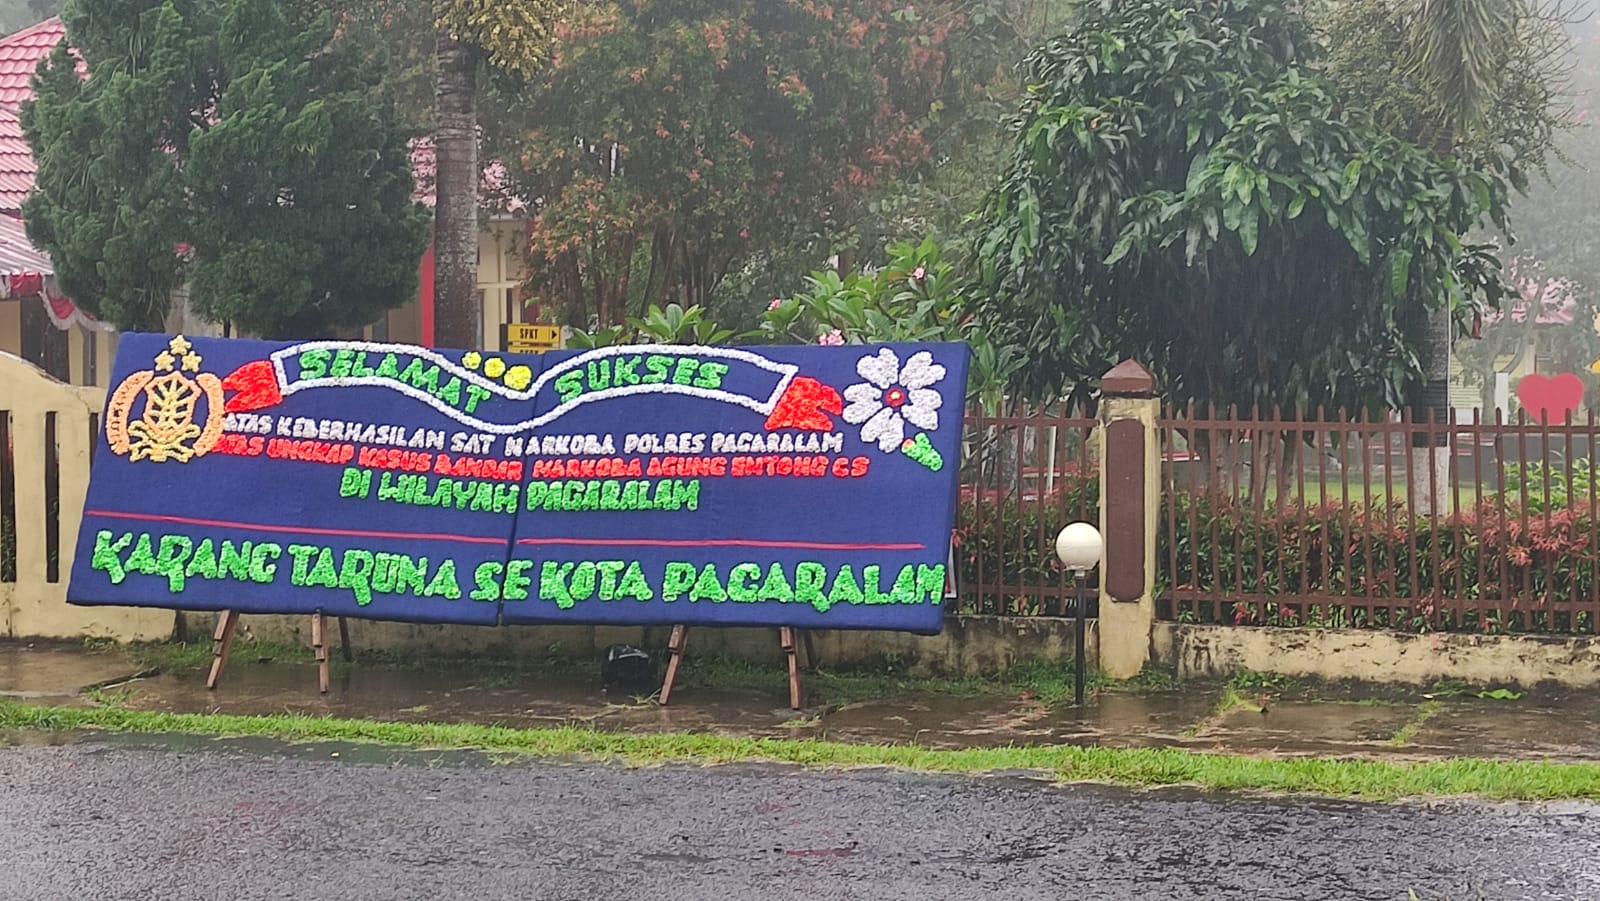 SELAMAT SUKSES
ATAS KEBERHASILAN SAT NARKOBA POLRES PAGARALAM
ATAS UNGKAP KASUS BANDAR NARKOBA AGUNG ENTONG CS
DI WILAYAH PAGARALAM
KARANG TARUNA SE KOTA PAGARALAM
SPKT